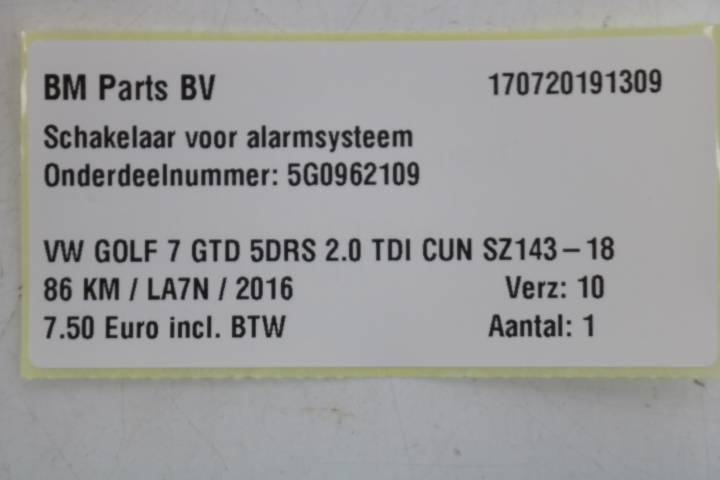 BM Parts BV 170720191309
Schakelaar voor alarmsysteem
Onderdeelnummer: 5G0962109
VW GOLF 7 GTD 5DRS 2.0 TDI CUN SZ143-18
86 KM / LA7N / 2016 Verz: 10
7.50 Euro incl. BTW Aantal: 1